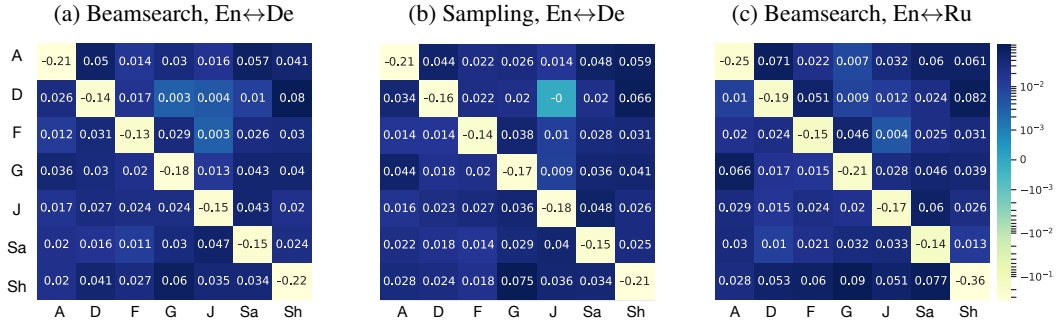 (a) Beamsearch, En↔De (b) Sampling, En↔De (c) Beamsearch, En↔Ru
A -0.21 0.05 0.014 0.03 0.016 0.057 0.041 -0.21 0.044 0.022 0.026 0.014 0.048 0.059 -0.25 0.071 0.022 0.007 0.032 0.06 0.061
D 0.026 -0.14 0.017 0.003 0.004 0.01 0.08 0.034 -0.16 0.022 0.02 -0 0.02 0.066 0.01 -0.19 0.051 0.009 0.012 0.024 0.082 10⁻²
F 0.012 0.031 -0.13 0.029 0.003 0.026 0.03 0.014 0.014 -0.14 0.038 0.01 0.028 0.031 0.02 0.024 -0.15 0.046 0.004 0.025 0.031 10⁻³
G 0.036 0.03 0.02 -0.18 0.013 0.043 0.04 0.044 0.018 0.02 -0.17 0.009 0.036 0.041 0.066 0.017 0.015 -0.21 0.028 0.046 0.039 0
−10⁻³
J 0.017 0.027 0.024 0.024 -0.15 0.043 0.02 0.016 0.023 0.027 0.036 -0.18 0.048 0.026 0.029 0.015 0.024 0.02 -0.17 0.06 0.026
Sa 0.02 0.016 0.011 0.03 0.047 -0.15 0.024 0.022 0.018 0.014 0.029 0.04 -0.15 0.025 0.03 0.01 0.021 0.032 0.033 -0.14 0.013 −10⁻²
Sh 0.02 0.041 0.027 0.06 0.035 0.034 -0.22 0.028 0.024 0.018 0.075 0.036 0.034 -0.21 0.028 0.053 0.06 0.09 0.051 0.077 -0.36 −10⁻¹
A D F G J Sa Sh A D F G J Sa Sh A D F G J Sa Sh